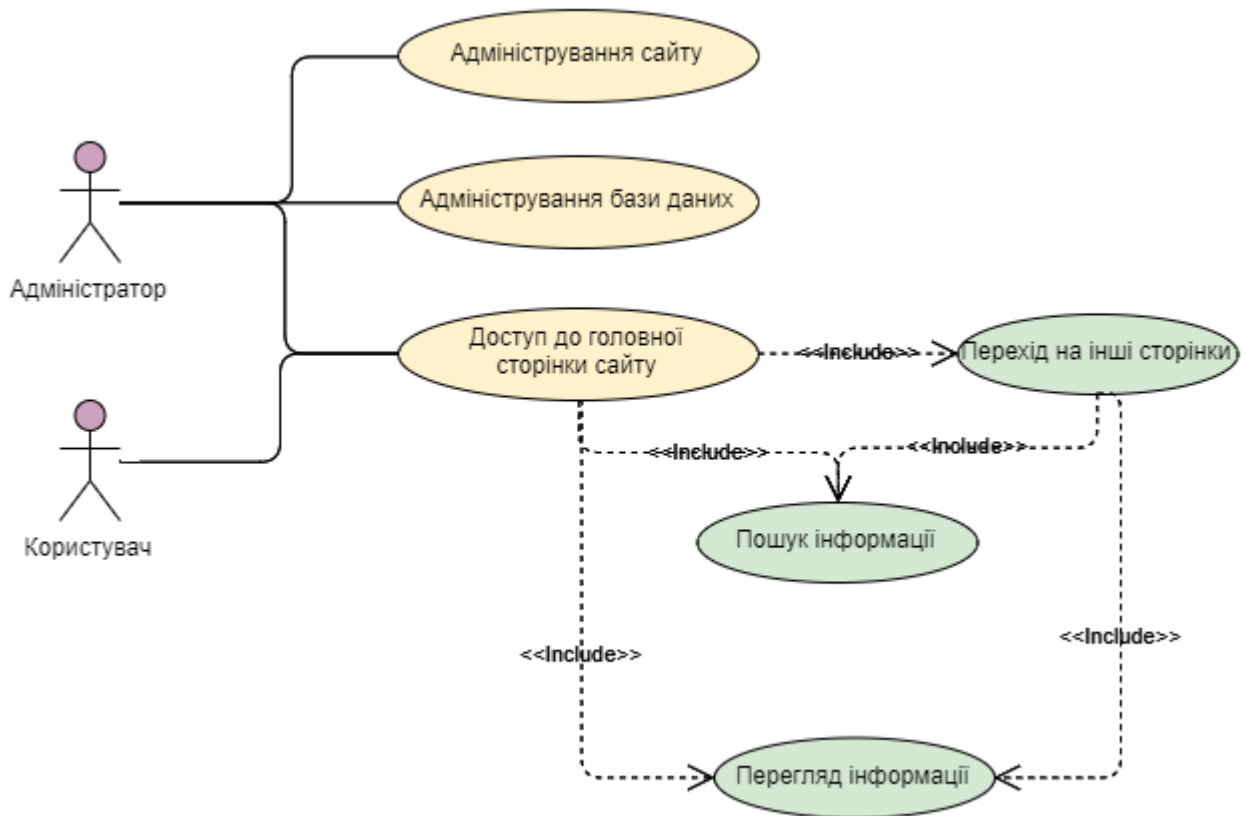 Адміністрування сайту
Адміністрування бази даних
Адміністратор
Доступ до головної
сторінки сайту
<<Include>>
Перехід на інші сторінки
<<Include>>
<<Include>>
Користувач
Пошук інформації
<<Include>>
<<Include>>
Перегляд інформації